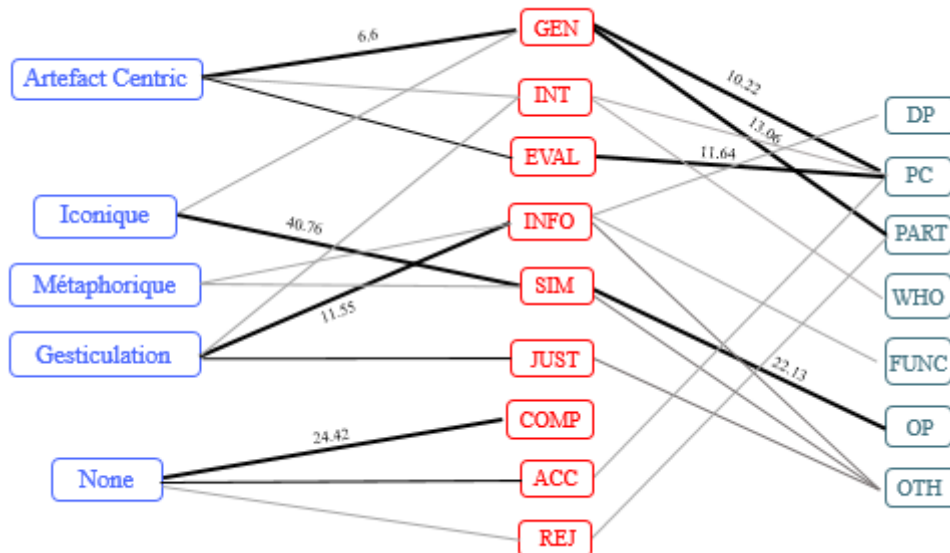 GEN
6.6
Artefact Centric
INT
10.22
DP
13.06
EVAL
11.64
PC
Iconique
INFO
PART
40.76
Métaphorique
SIM
WHO
11.55
Gesticulation
JUST
FUNC
22.13
COMP
OP
24.42
None
ACC
OTH
REJ